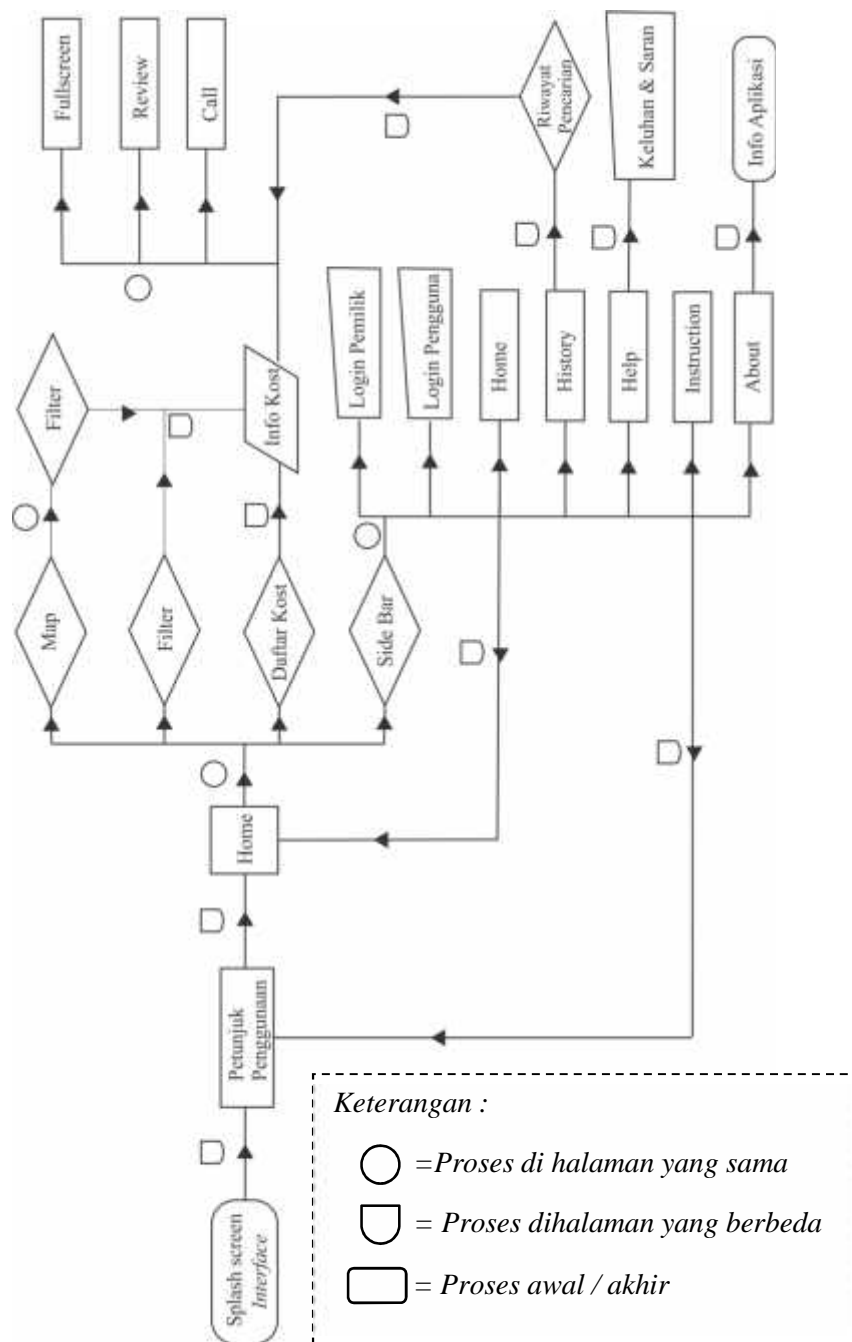 Splash screen
Interface
Petunjuk
Penggunaan
Home
Map
Filter
Daftar Kost
Side Bar
Filter
Info Kost
Fullscreen
Review
Call
Login Pemilik
Login Pengguna
Home
History
Help
Instruction
About
Riwayat
Pencarian
Keluhan & Saran
Info Aplikasi
Keterangan :
=Proses di halaman yang sama
= Proses dihalaman yang berbeda
= Proses awal / akhir